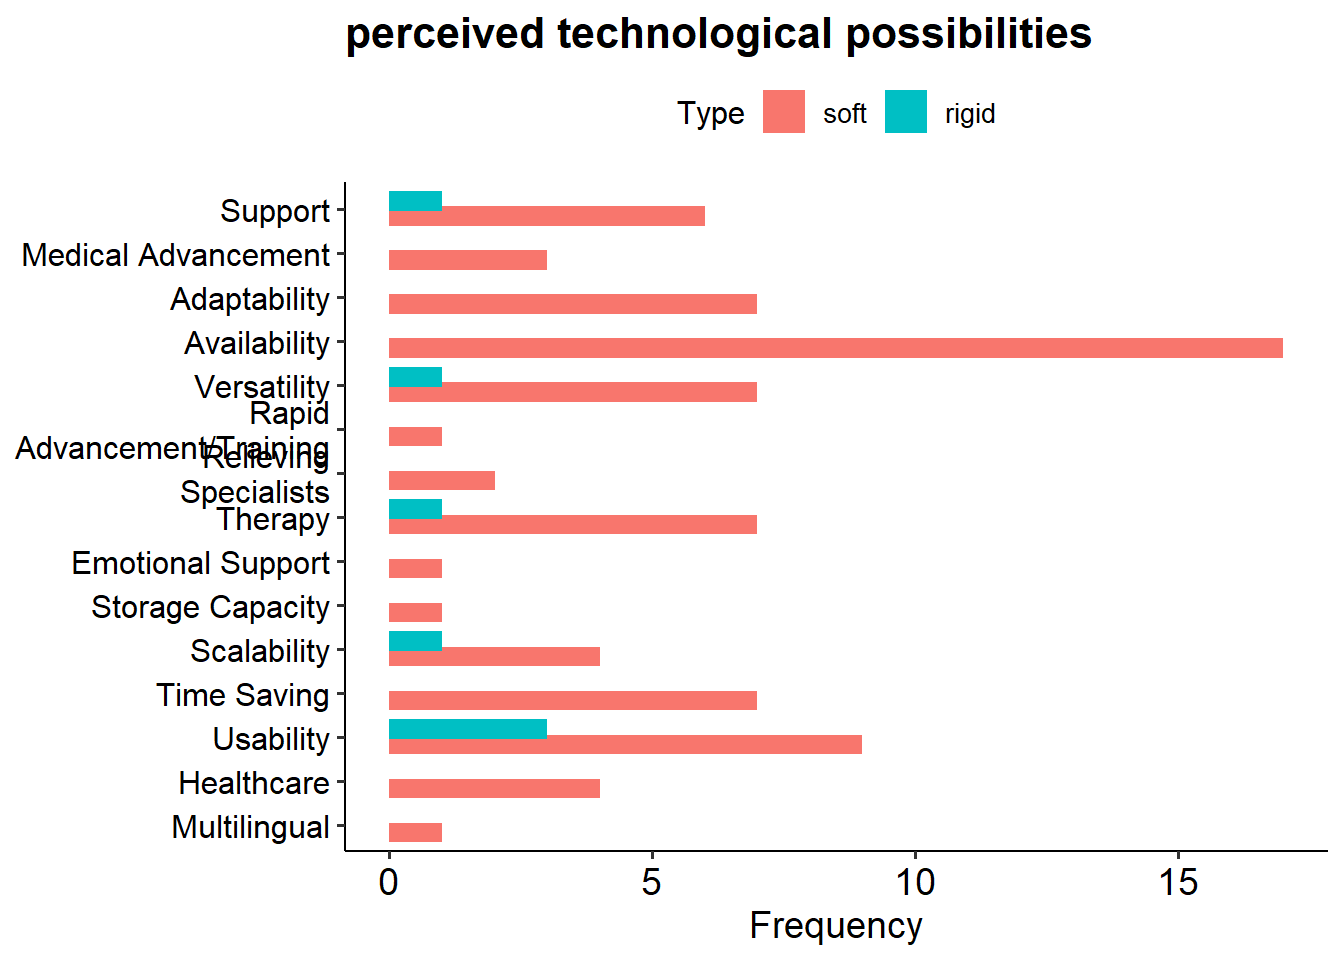 perceived technological possibilities
Type soft rigid
Support
Medical Advancement
Adaptability
Availability
Versatility
Rapid
Advancement/Training
Relieving
Specialists
Therapy
Emotional Support
Storage Capacity
Scalability
Time Saving
Usability
Healthcare
Multilingual
0 5 10 15
Frequency